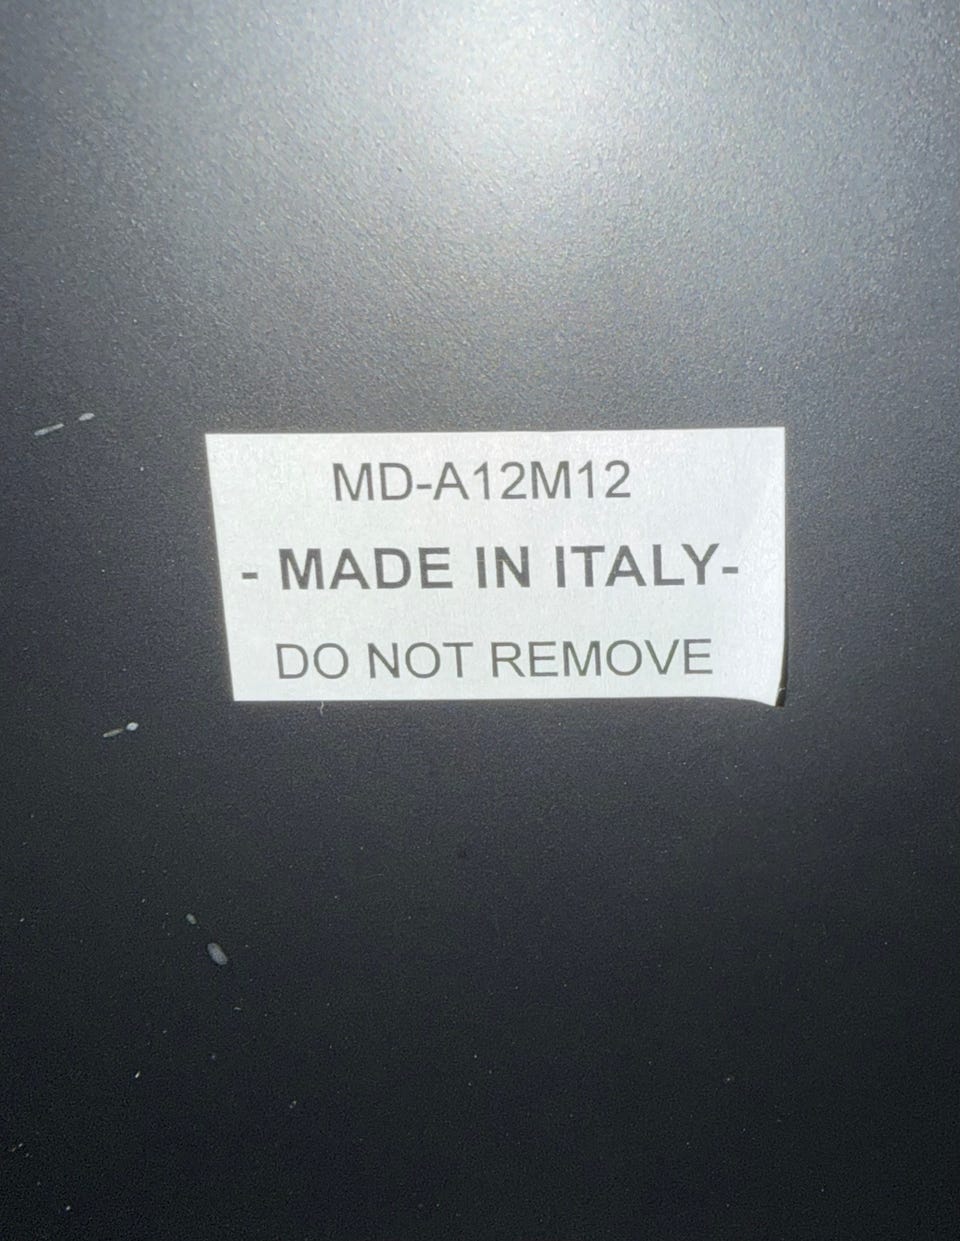 MD-A12M12
- MADE IN ITALY-
DO NOT REMOVE